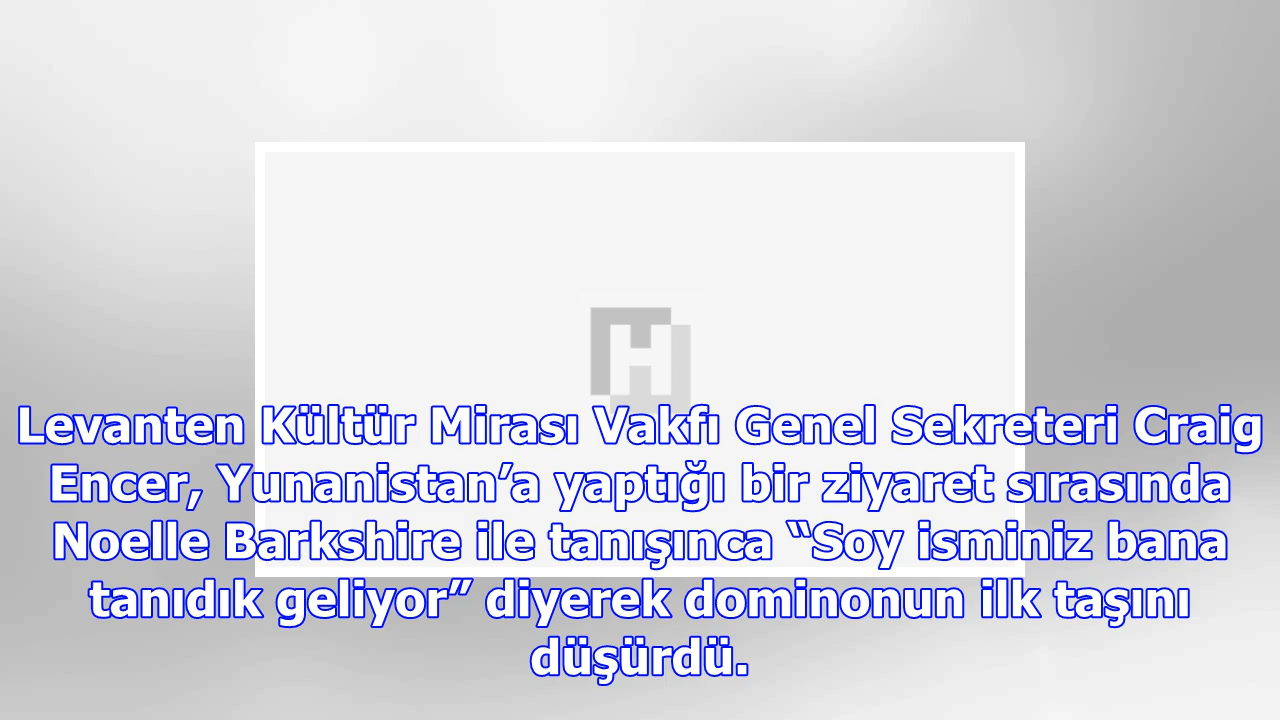 H
Levanten Kültür Mirası Vakfı Genel Sekreteri Craig
Encer, Yunanistan’a yaptığı bir ziyaret sırasında
Noelle Barkshire ile tanışınca “Soy isminiz bana
tanıdık geliyor” diyerek dominonun ilk taşını
düşürdü.